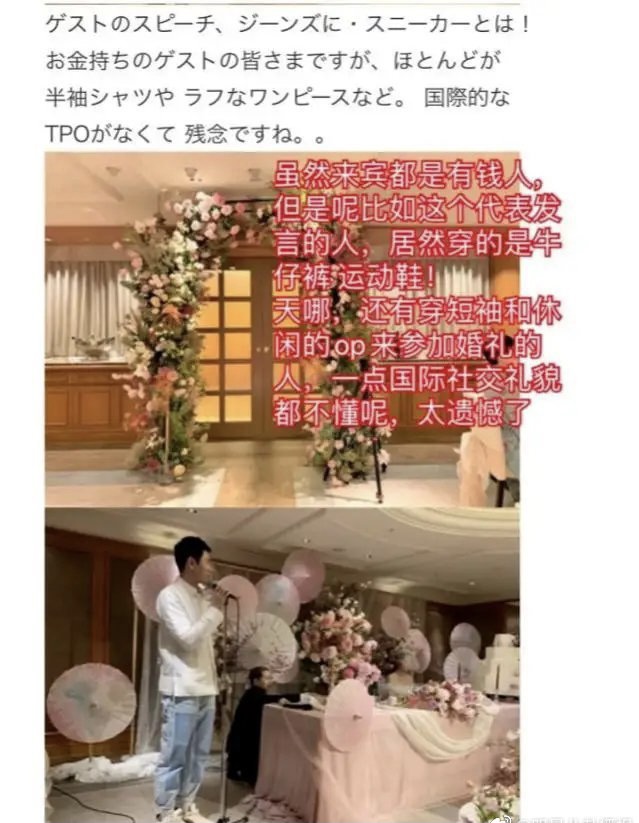 ゲストのスピーチ、ジーンズに・スニーカーとは！
お金持ちのゲストの皆さまですが、ほとんどが
半袖シャツや ラフなワンピースなど。 国際的な
TPOがなくて 残念ですね。。
虽然来宾都是有钱人，
但是呢比如这个代表发
言的人，居然穿的是牛
仔裤 运动鞋！
天哪，还有穿短袖和休
闲的op 来参加婚礼的
人，一点国际社交礼貌
都不懂呢，太遗憾了